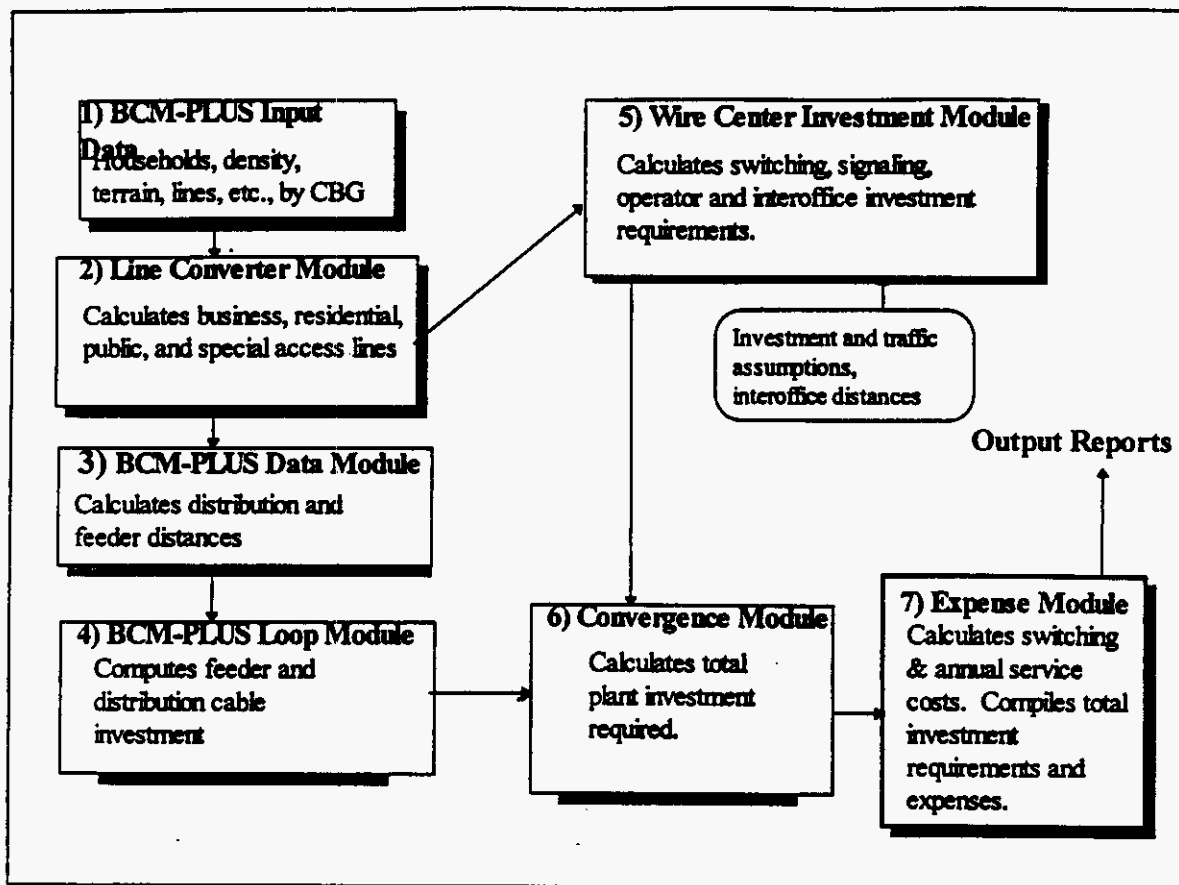 1) BCM-PLUS Input
Data
Households, density,
terrain, lines, etc., by CBG
2) Line Converter Module
Calculates business, residential,
public, and special access lines
3) BCM-PLUS Data Module
Calculates distribution and
feeder distances
4) BCM-PLUS Loop Module
Computes feeder and
distribution cable
investment
5) Wire Center Investment Module
Calculates switching, signaling,
operator and interoffice investment
requirements.
Investment and traffic
assumptions,
interoffice distances
6) Convergence Module
Calculates total
plant investment
required.
7) Expense Module
Calculates switching
& annual service
costs. Compiles total
investment
requirements and
expenses.
Output Reports